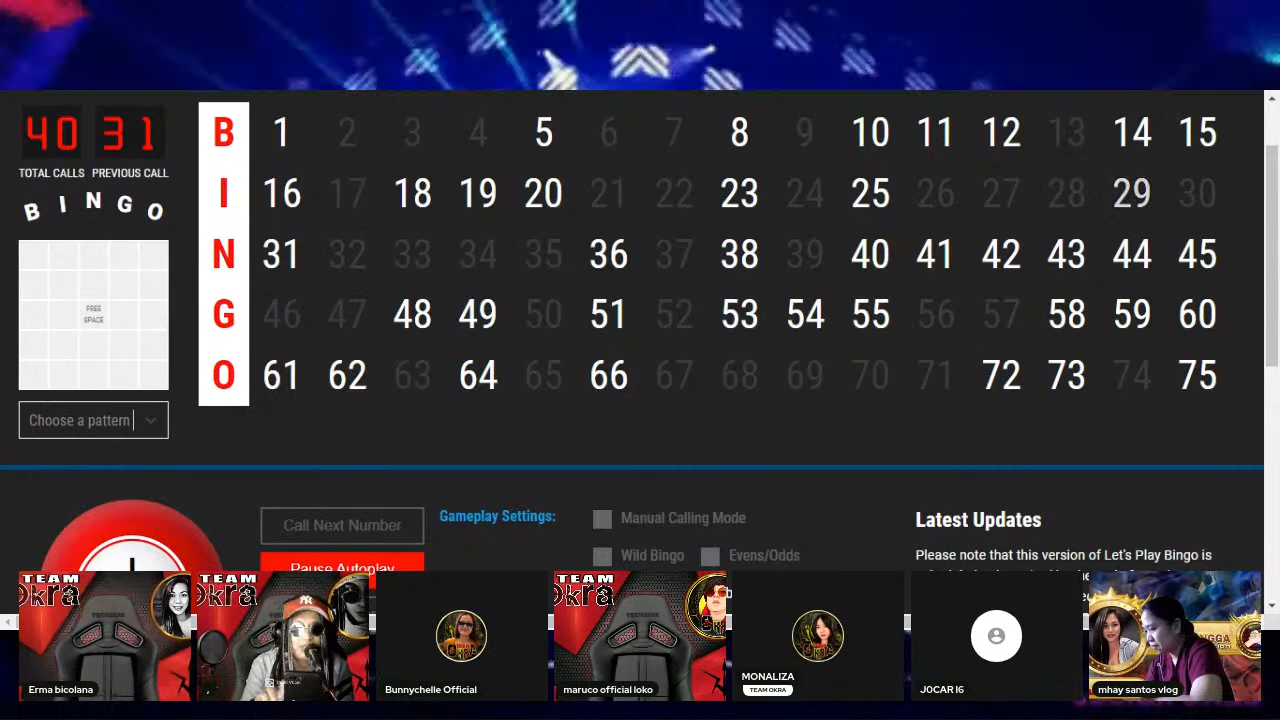 40 31
TOTAL CALLS PREVIOUS CALL
BINGO
FREE
SPACE
Choose a pattern
B 1 2 3 4 5 6 7 8 9 10 11 12 13 14 15
I 16 17 18 19 20 21 22 23 24 25 26 27 28 29 30
N 31 32 33 34 35 36 37 38 39 40 41 42 43 44 45
G 46 47 48 49 50 51 52 53 54 55 56 57 58 59 60
O 61 62 63 64 65 66 67 68 69 70 71 72 73 74 75
Call Next Number
Pause Autoplay
Gameplay Settings:
Manual Calling Mode
Wild Bingo
Evens/Odds
Latest Updates
Please note that this version of Let's Play Bingo is
TEAM
Okra
Erma bicolana
TEAM
Okra
Bunnychelle Official
TEAM
Okra
maruco official loko
MONALIZA
TEAM OKRA
JOCAR I6
mhay santos vlog